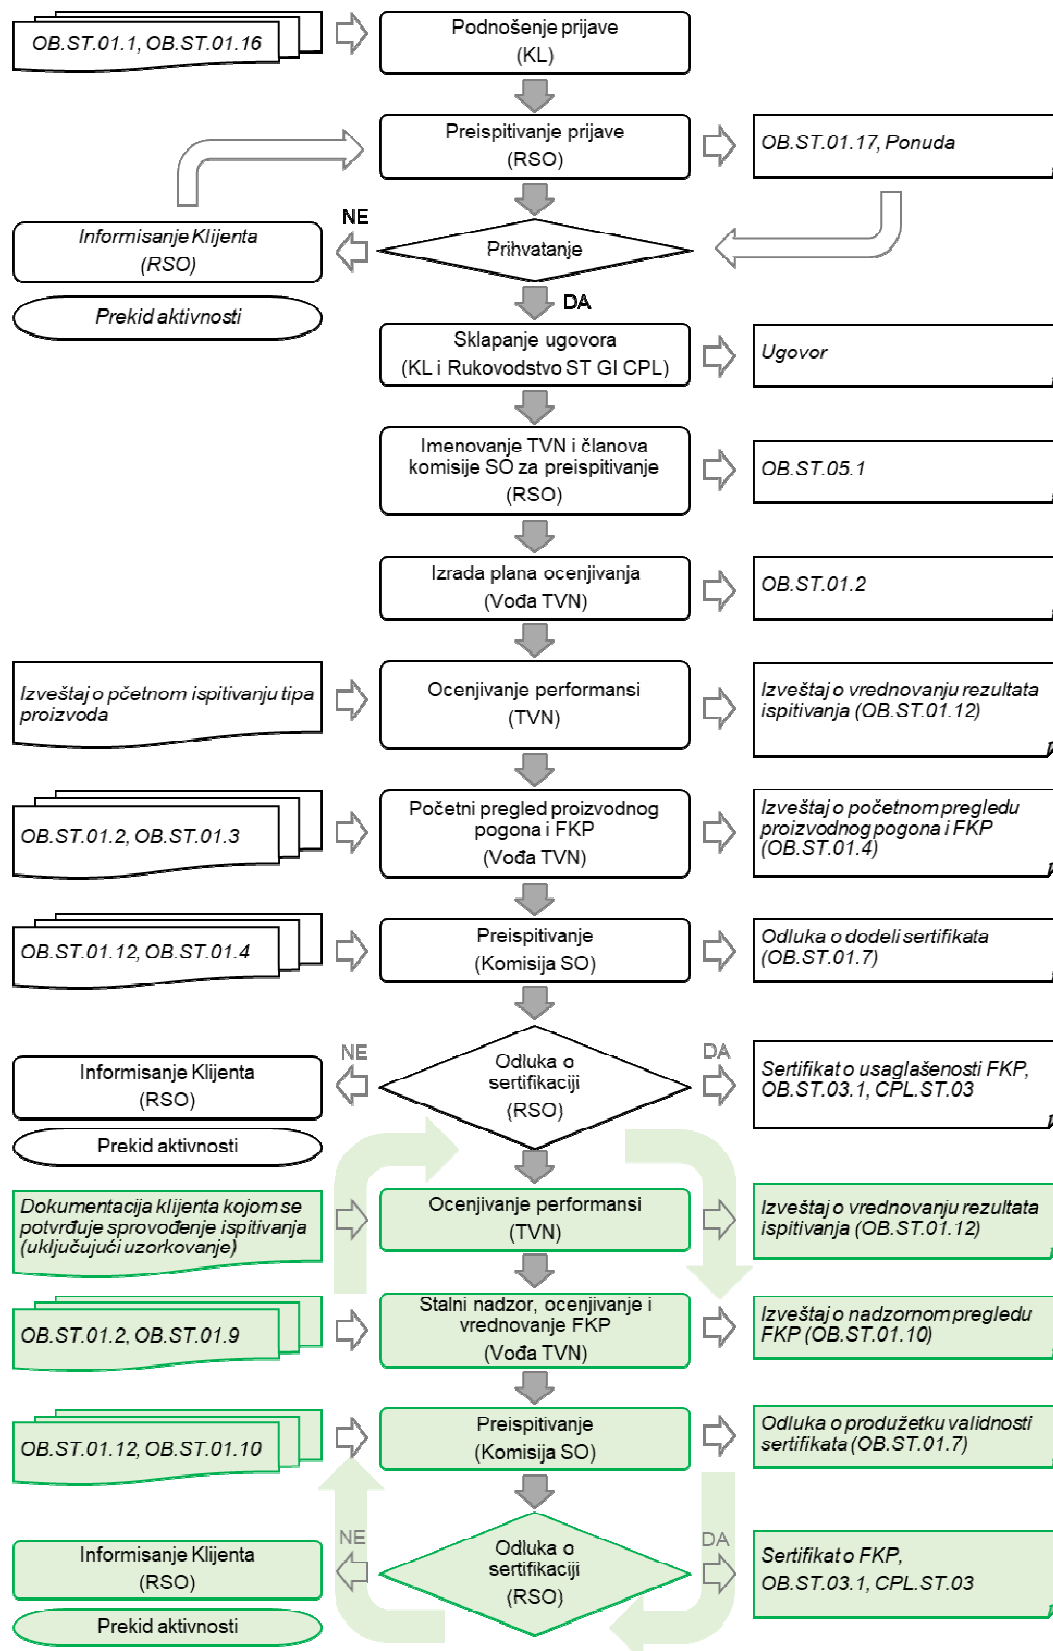 OB.ST.01.1, OB.ST.01.16
Podnošenje prijave
(KL)
Preispitivanje prijave
(RSO)
OB.ST.01.17, Ponuda
NE
Informisanje Klijenta
(RSO)
Prihvatanje
Prekid aktivnosti
DA
Sklapanje ugovora
(KL i Rukovodstvo ST GI CPL)
Ugovor
Imenovanje TVN i članova
komisije SO za preispitivanje
(RSO)
OB.ST.05.1
Izrada plana ocenjivanja
(Vođa TVN)
OB.ST.01.2
Izveštaj o pčetnom ispitivanju tipa
proizvoda
Ocenjivanje performansi
(TVN)
Izveštaj o vrednovanju rezultata
ispitivanja (OB.ST.01.12)
OB.ST.01.2, OB.ST.01.3
Početni pregled proizvodnog
pogona i FKP
(Vođa TVN)
Izveštaj o početnom pregledu
proizvodnog pogona i FKP
(OB.ST.01.4)
OB.ST.01.12, OB.ST.01.4
Preispitivanje
(Komisija SO)
Odluka o dodeli sertifikata
(OB.ST.01.7)
NE
Informisanje Klijenta
(RSO)
Odluka o
sertifikaciji
(RSO)
DA
Sertifikat o usaglašenosti FKP,
OB.ST.03.1, CPL.ST.03
Prekid aktivnosti
Dokumentacija klijenta kojom se
potvrđuje sprovođenje ispitivanja
(uključujući uzorkovanje)
Ocenjivanje performansi
(TVN)
Izveštaj o vrednovanju rezultata
ispitivanja (OB.ST.01.12)
OB.ST.01.2, OB.ST.01.9
Stalni nadzor, ocenjivanje i
vrednovanje FKP
(Vođa TVN)
Izveštaj o nadzornom pregledu
FKP (OB.ST.01.10)
OB.ST.01.12, OB.ST.01.10
Preispitivanje
(Komisija SO)
Odluka o produžetku validnosti
sertifikata (OB.ST.01.7)
NE
Informisanje Klijenta
(RSO)
Odluka o
sertifikaciji
(RSO)
DA
Sertifikat o FKP,
OB.ST.03.1, CPL.ST.03
Prekid aktivnosti